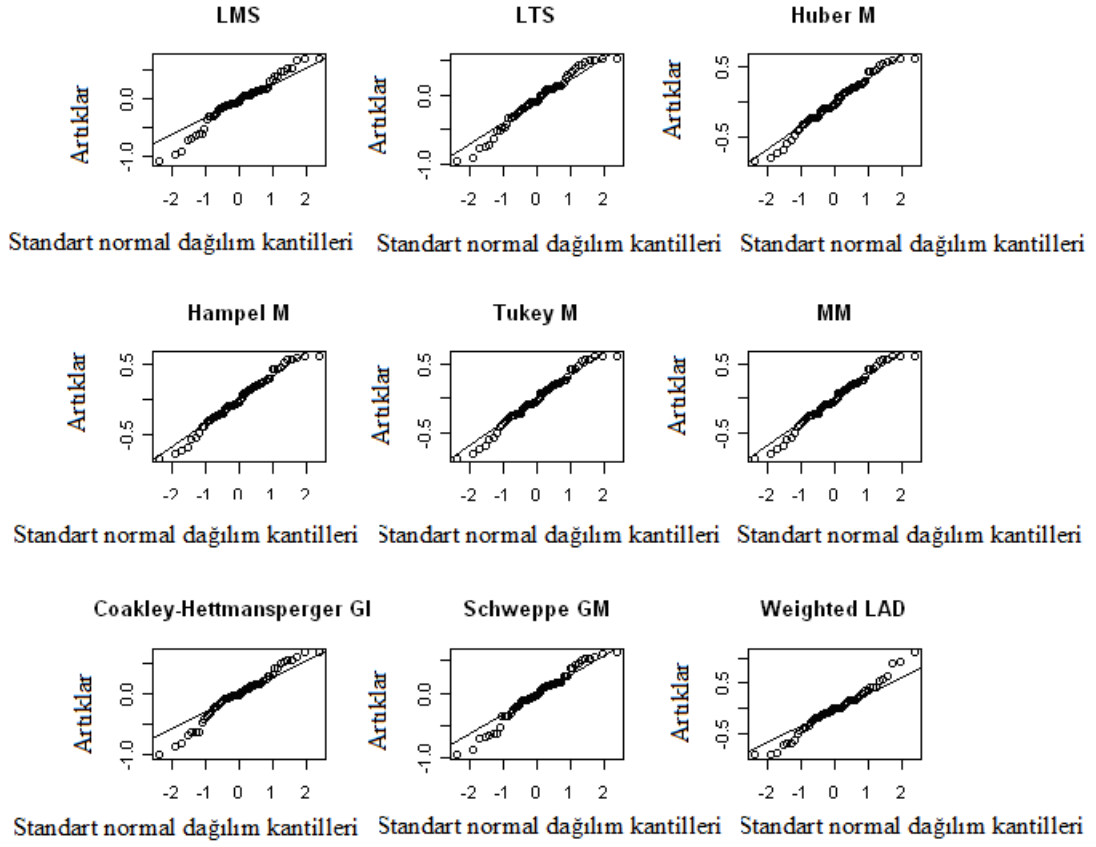 LMS LTS Huber M
Artıklar Artıklar Artıklar
-1.0 0.0 -1.0 0.0 -0.5 0.5
-2 -1 0 1 2 -2 -1 0 1 2 -2 -1 0 1 2
Standart normal dağılım kantilleri Standart normal dağılım kantilleri Standart normal dağılım kantilleri
Hampel M Tukey M MM
Artıklar Artıklar Artıklar
-0.5 0.5 -0.5 0.5 -0.5 0.5
-2 -1 0 1 2 -2 -1 0 1 2 -2 -1 0 1 2
Standart normal dağılım kantilleri Standart normal dağılım kantilleri Standart normal dağılım kantilleri
Coakley-Hettmansperger GI Schweppe GM Weighted LAD
Artıklar Artıklar Artıklar
-1.0 0.0 -1.0 0.0 -0.5 0.5
-2 -1 0 1 2 -2 -1 0 1 2 -2 -1 0 1 2
Standart normal dağılım kantilleri Standart normal dağılım kantilleri Standart normal dağılım kantilleri